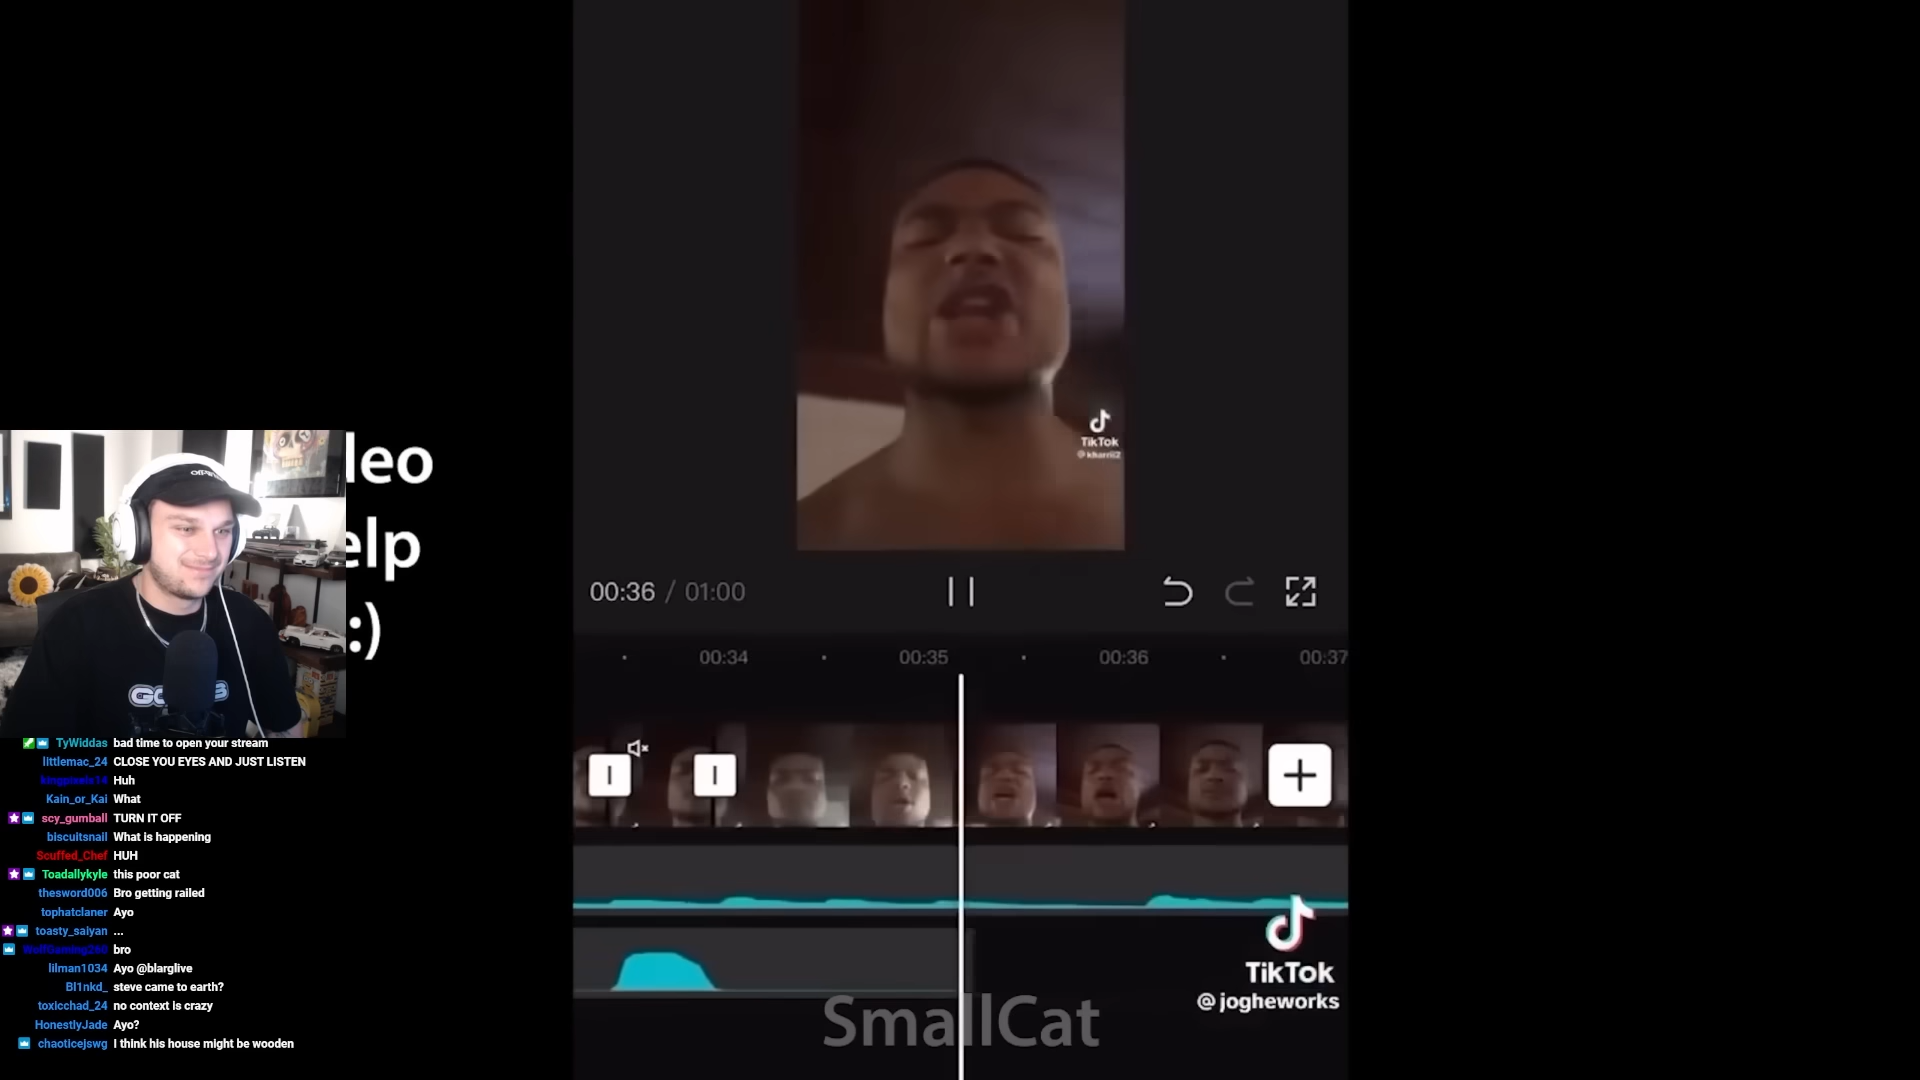 leo
elp
:)
TikTok
@kharrii2
00:36 / 01:00
00:34
00:35
00:36
00:37
TyWiddas bad time to open your stream
littlemac_24 CLOSE YOU EYES AND JUST LISTEN
kingpixels14 Huh
Kain_or_Kai What
scy_gumball TURN IT OFF
biscuitsnail What is happening
Scuffed_Chef HUH
Toadallykyle this poor cat
thesword006 Bro getting railed
tophatclaner Ayo
toasty_saiyan ...
WolfGaming260 bro
lilman1034 Ayo @blarglive
Bl1nkd_ steve came to earth?
toxicchad_24 no context is crazy
HonestlyJade Ayo?
chaoticejswg I think his house might be wooden
TikTok
@jogheworks
SmallCat